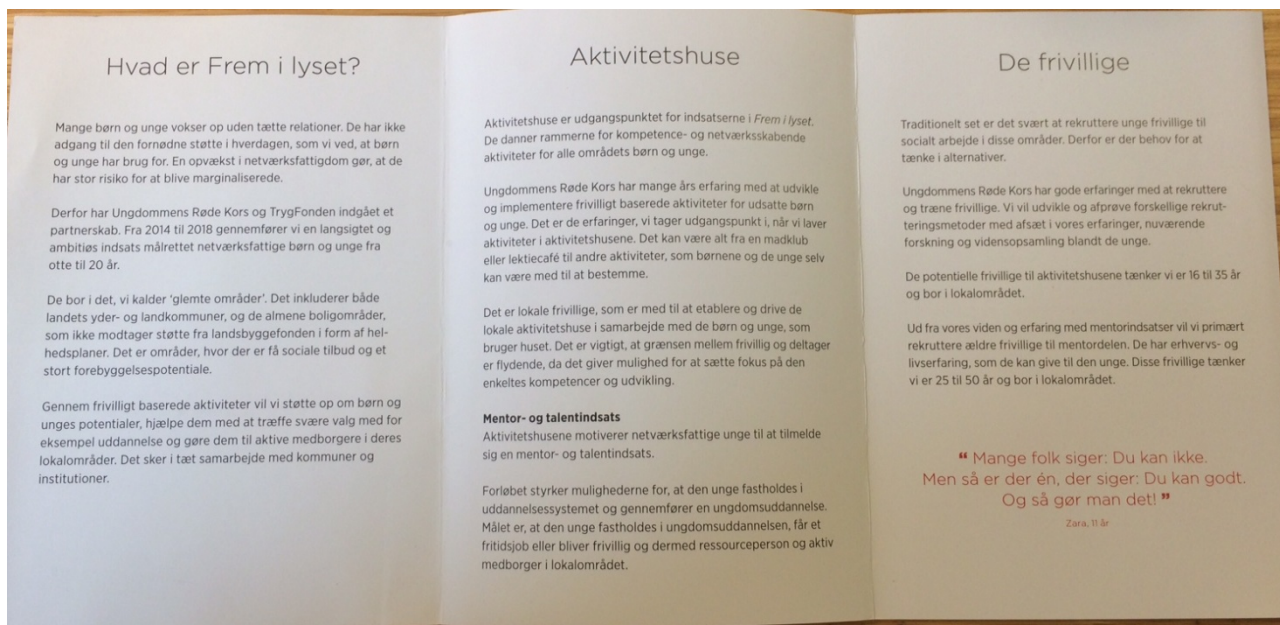 Hvad er Frem i lyset?
Mange børn og unge vokser op uden tætte relationer. De har ikke
adgang til den fornødne støtte i hverdagen, som vi ved, at børn
og unge har brug for. En opvækst i netværksfattigdom gør, at de
har stor risiko for at blive marginaliserede.
Derfor har Ungdommens Røde Kors og TrygFonden indgået et
partnerskab. Fra 2014 til 2018 gennemfører vi en langsigtet og
ambitiøs indsats målrettet netværksfattige børn og unge fra
otte til 20 år.
De bor i det, vi kalder 'glemte områder'. Det inkluderer både
landets yder- og landkommuner, og de almene boligområder,
som ikke modtager støtte fra landsbyggefonden i form af hel-
hedsplaner. Det er områder, hvor der er få sociale tilbud og et
stort forebyggelsespotentiale.
Gennem frivilligt baserede aktiviteter vil vi støtte op om børn og
unges potentialer, hjælpe dem med at træffe svære valg med for
eksempel uddannelse og gøre dem til aktive medborgere i deres
lokalområder. Det sker i tæt samarbejde med kommuner og
institutioner.
Aktivitetshuse
Aktivitetshuse er udgangspunktet for indsatserne i Frem i lyset.
De danner rammerne for kompetence- og netværksskabende
aktiviteter for alle områdets børn og unge.
Ungdommens Røde Kors har mange års erfaring med at udvikle
og implementere frivilligt baserede aktiviteter for udsatte børn
og unge. Det er de erfaringer, vi tager udgangspunkt i, når vi laver
aktiviteter i aktivitetshusene. Det kan være alt fra en madklub
eller lektiecafé til andre aktiviteter, som børnene og de unge selv
kan være med til at bestemme.
Det er lokale frivillige, som er med til at etablere og drive de
lokale aktivitetshuse i samarbejde med de børn og unge, som
bruger huset. Det er vigtigt, at grænsen mellem frivillig og deltager
er flydende, da det giver mulighed for at sætte fokus på den
enkeltes kompetencer og udvikling.
Mentor- og talentindsats
Aktivitetshusene motiverer netværksfattige unge til at tilmelde
sig en mentor- og talentindsats.
Forløbet styrker mulighederne for, at den unge fastholdes i
uddannelsessystemet og gennemfører en ungdomsuddannelse.
Målet er, at den unge fastholdes i ungdomsuddannelsen, får et
fritidsjob eller bliver frivillig og dermed ressourceperson og aktiv
medborger i lokalområdet.
De frivillige
Traditionelt set er det svært at rekruttere unge frivillige til
socialt arbejde i disse områder. Derfor er der behov for at
tænke i alternativer.
Ungdommens Røde Kors har gode erfaringer med at rekruttere
og træne frivillige. Vi vil udvikle og afprøve forskellige rekrut-
teringsmetoder med afsæt i vores erfaringer, nuværende
forskning og vidensopsamling blandt de unge.
De potentielle frivillige til aktivitetshusene tænker vi er 16 til 35 år
og bor i lokalområdet.
Ud fra vores viden og erfaring med mentorindsatser vil vi primært
rekruttere ældre frivillige til mentordelen. De har erhvervs- og
livserfaring, som de kan give til den unge. Disse frivillige tænker
vi er 25 til 50 år og bor i lokalområdet.
❝ Mange folk siger: Du kan ikke.
Men så er der én, der siger: Du kan godt.
Og så gør man det! ❞
Zara, 11 år